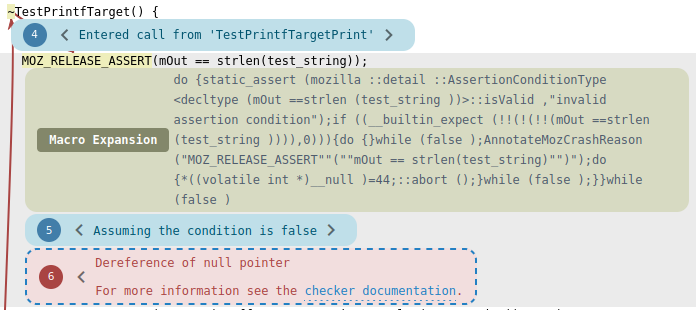 ~TestPrintfTarget() {
4 Entered call from 'TestPrintfTargetPrint'
MOZ_RELEASE_ASSERT(mOut == strlen(test_string));
do {static_assert (mozilla ::detail ::AssertionConditionType
<decltype (mOut ==strlen (test_string ))>::isValid ,"invalid
assertion condition");if ((__builtin_expect (!!(!(!!(mOut ==strlen
Macro Expansion (test_string )))),0))){do {}while (false );AnnotateMozCrashReason
("MOZ_RELEASE_ASSERT""(""mOut == strlen(test_string)"")");do
{*((volatile int *)__null )=44;::abort ();}while (false );}}while
(false )
5 Assuming the condition is false
6 Dereference of null pointer
For more information see the checker documentation.